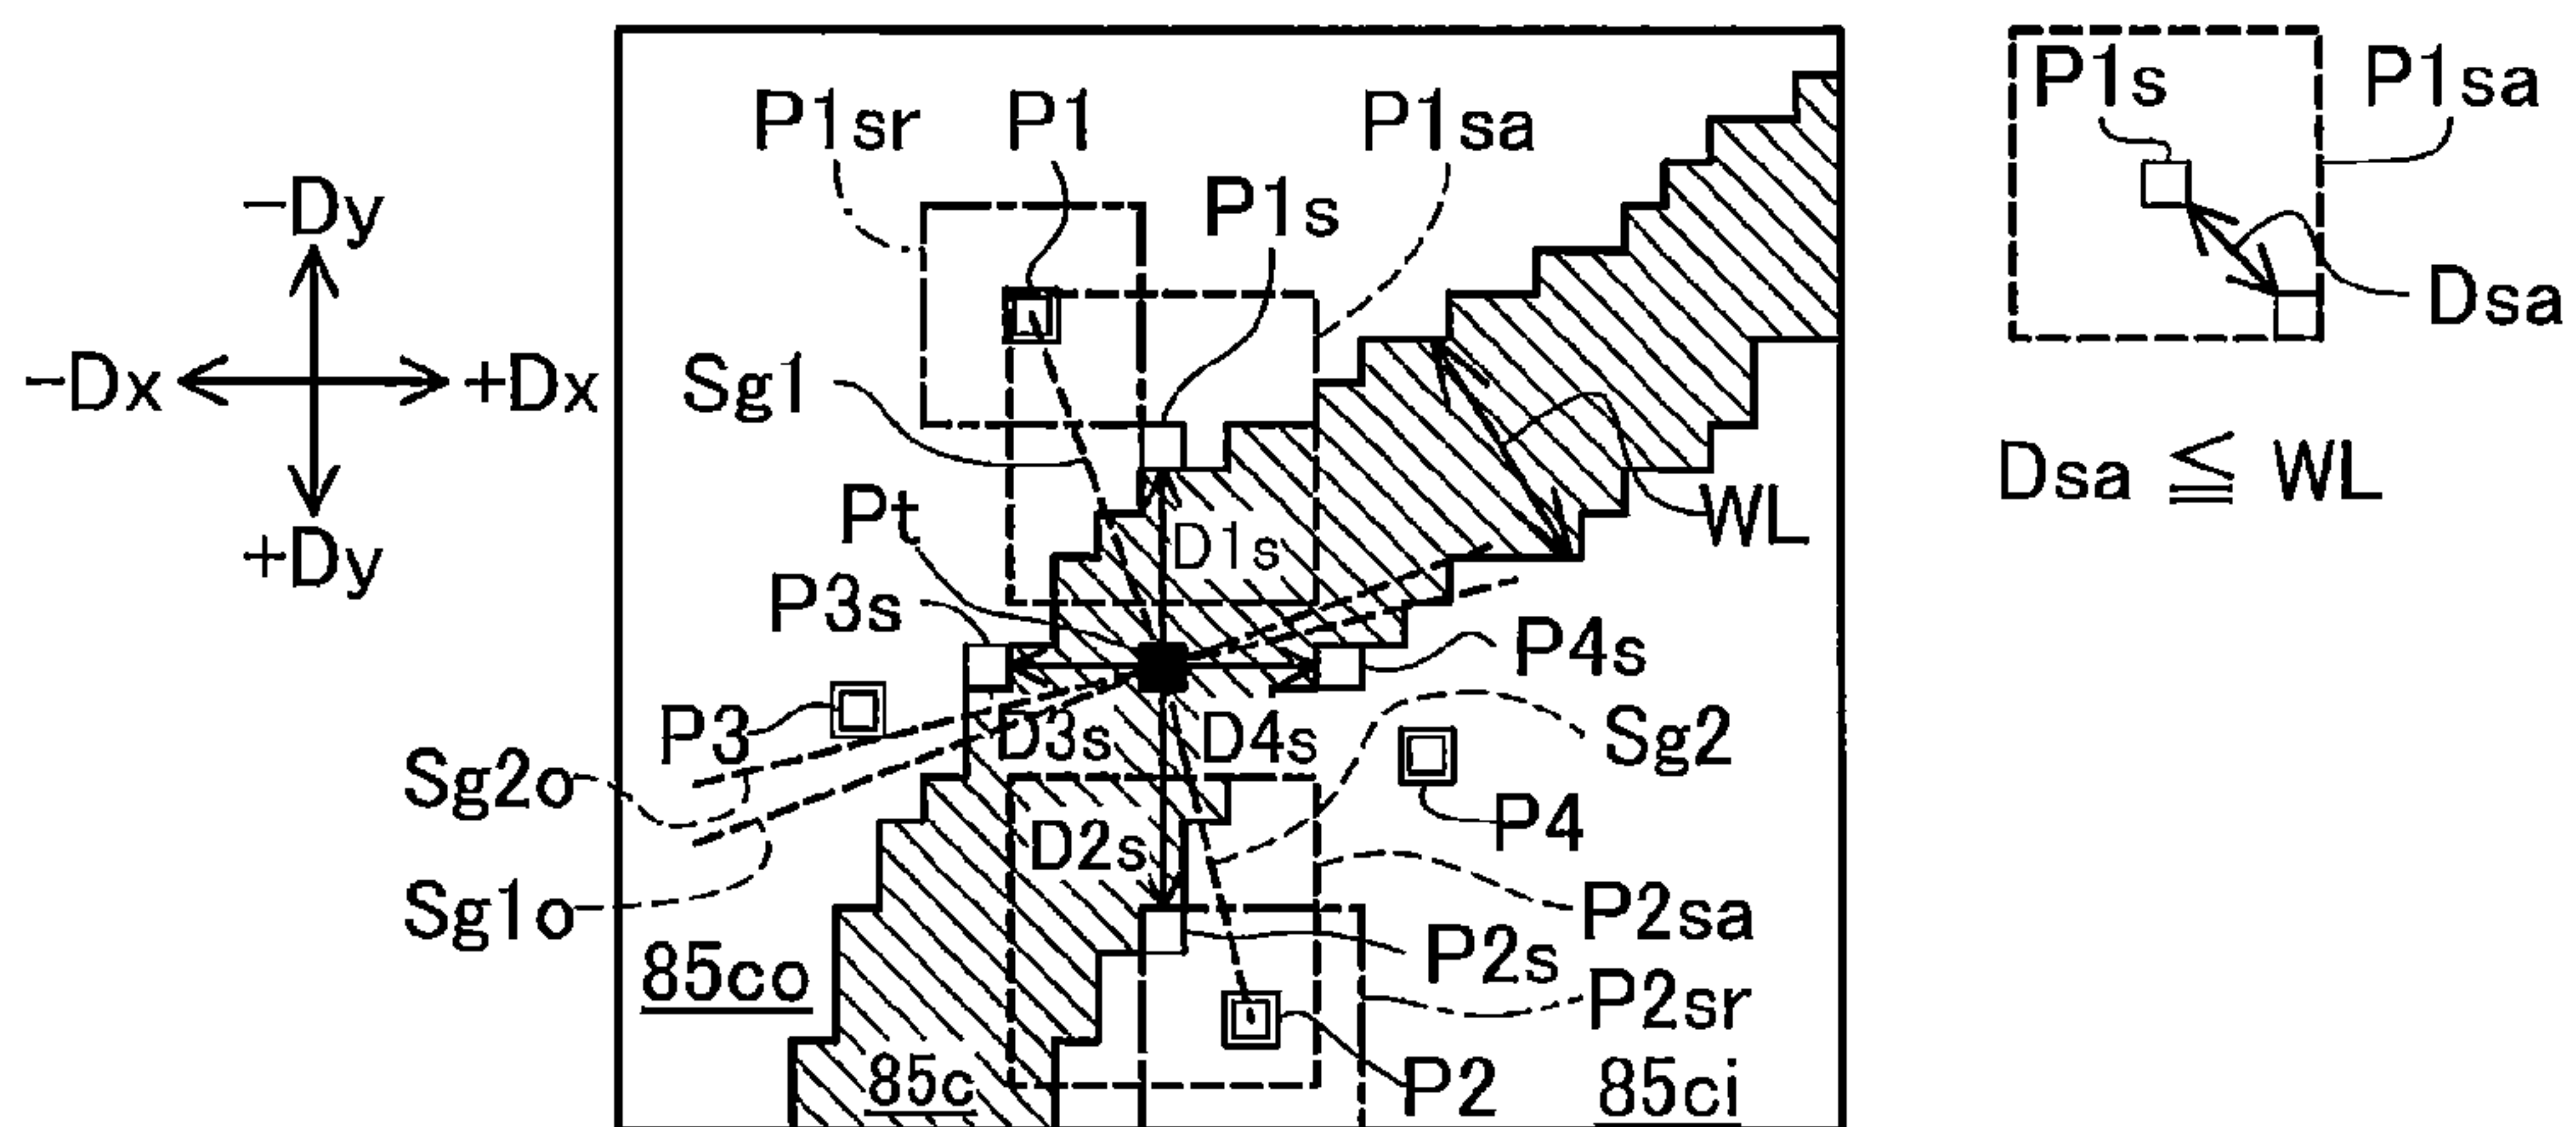 P1sr P1 P1sa
P1s
P1s P1sa
Dsa
-Dy
-Dx +Dx
+Dy
Sg1
Dsa ≦ WL
Pt
D1s
WL
P3s
P4s
P3
D3s D4s
Sg2
Sg2o
P4
D2s
Sg1o
P2sa
85co
P2s
P2sr
85c
P2
85ci